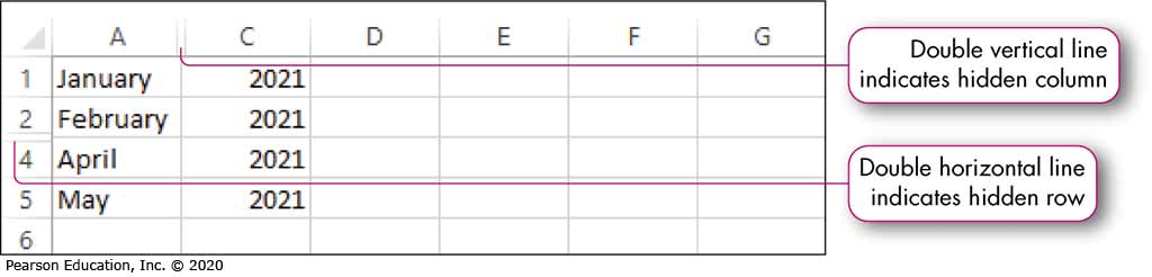 A C D E F G
1 January 2021
2 February 2021
4 April 2021
5 May 2021
6
Double vertical line
indicates hidden column
Double horizontal line
indicates hidden row
Pearson Education, Inc. © 2020